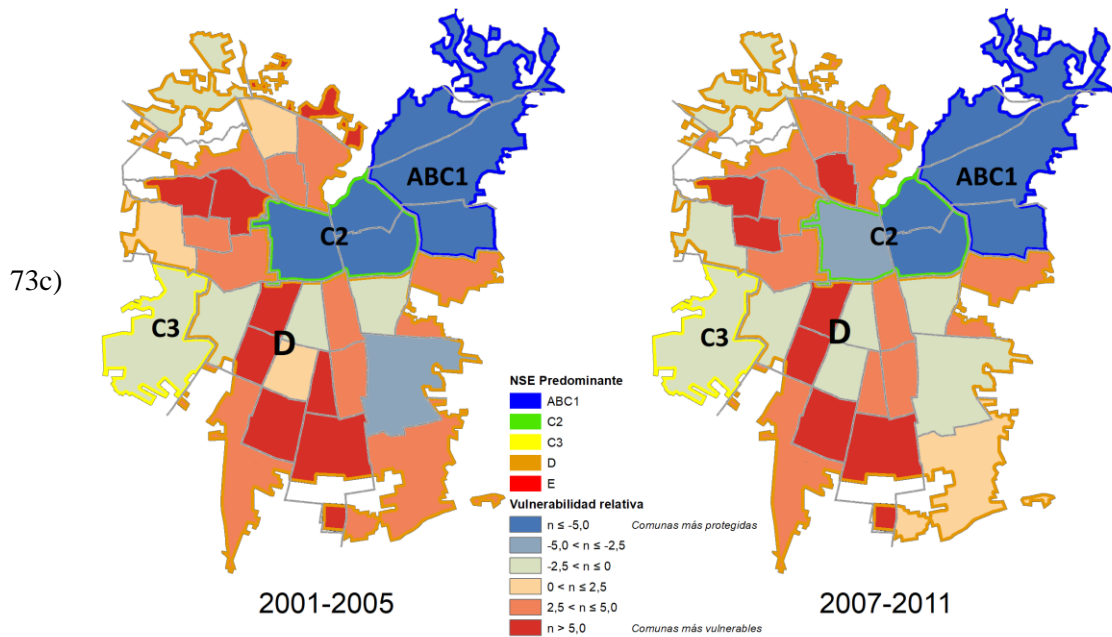 73c)
ABC1
C2
C3
D
2001-2005
NSE Predominante
ABC1
C2
C3
D
E
Vulnerabilidad relativa
n ≤ -5,0 Comunas más protegidas
-5,0 < n ≤ -2,5
-2,5 < n ≤ 0
0 < n ≤ 2,5
2,5 < n ≤ 5,0
n > 5,0 Comunas más vulnerables
ABC1
C2
C3
D
2007-2011